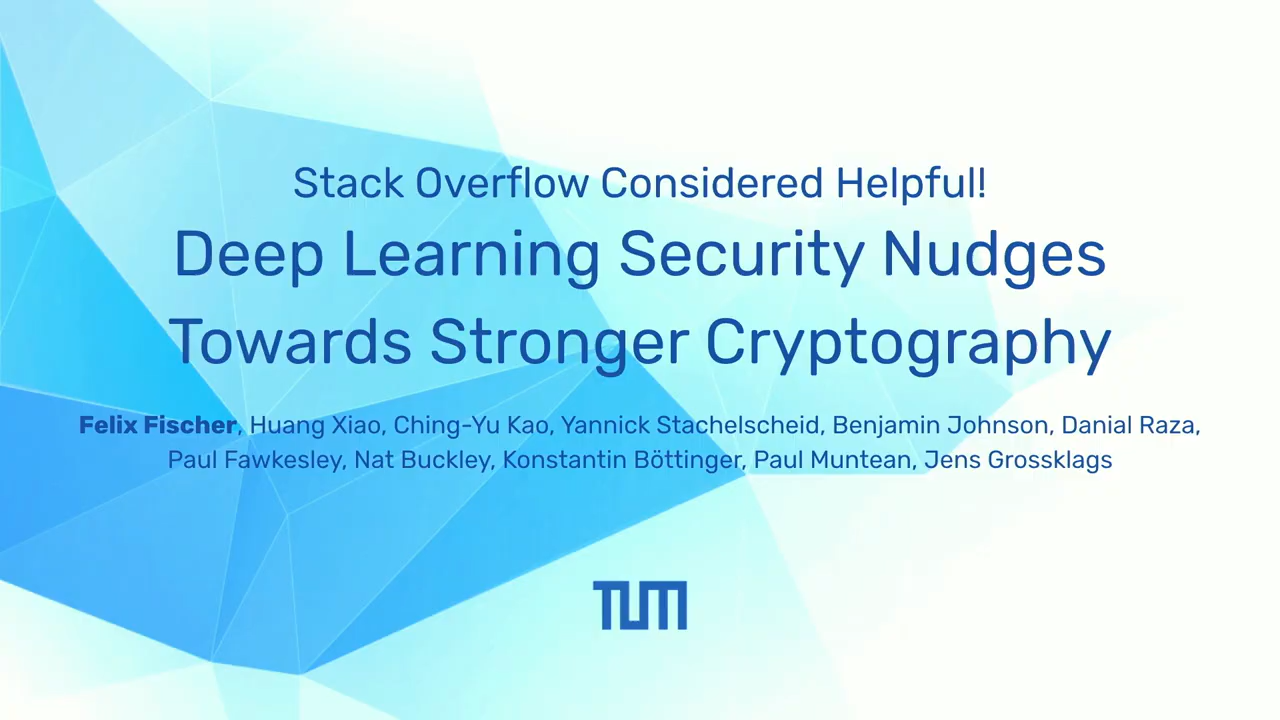 Stack Overflow Considered Helpful!
Deep Learning Security Nudges
Towards Stronger Cryptography
Felix Fischer, Huang Xiao, Ching-Yu Kao, Yannick Stachelscheid, Benjamin Johnson, Danial Raza,
Paul Fawkesley, Nat Buckley, Konstantin Böttinger, Paul Muntean, Jens Grossklags
TUM